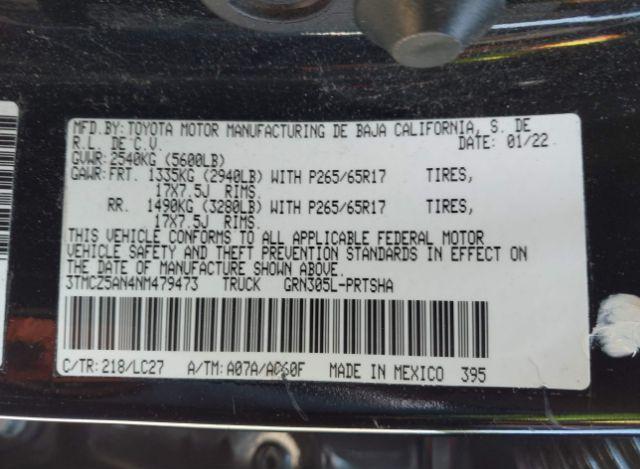 MFD.BY:TOYOTA MOTOR MANUFACTURING DE BAJA CALIFORNIA, S. DE
R.L. DE C.V. DATE: 01/22
GVWR: 2540KG (5600LB)
GAWR:FRT. 1335KG (2940LB) WITH P265/65R17 TIRES,
17X7.5J RIMS.
RR. 1490KG (3280LB) WITH P265/65R17 TIRES,
17X7.5J RIMS.
THIS VEHICLE CONFORMS TO ALL APPLICABLE FEDERAL MOTOR
VEHICLE SAFETY AND THEFT PREVENTION STANDARDS IN EFFECT ON
THE DATE OF MANUFACTURE SHOWN ABOVE.
3TMCZ5AN4NM479473 TRUCK GRN305L-PRTSHA
C/TR:218/LC27 A/TM:A07A/AC60F MADE IN MEXICO 395